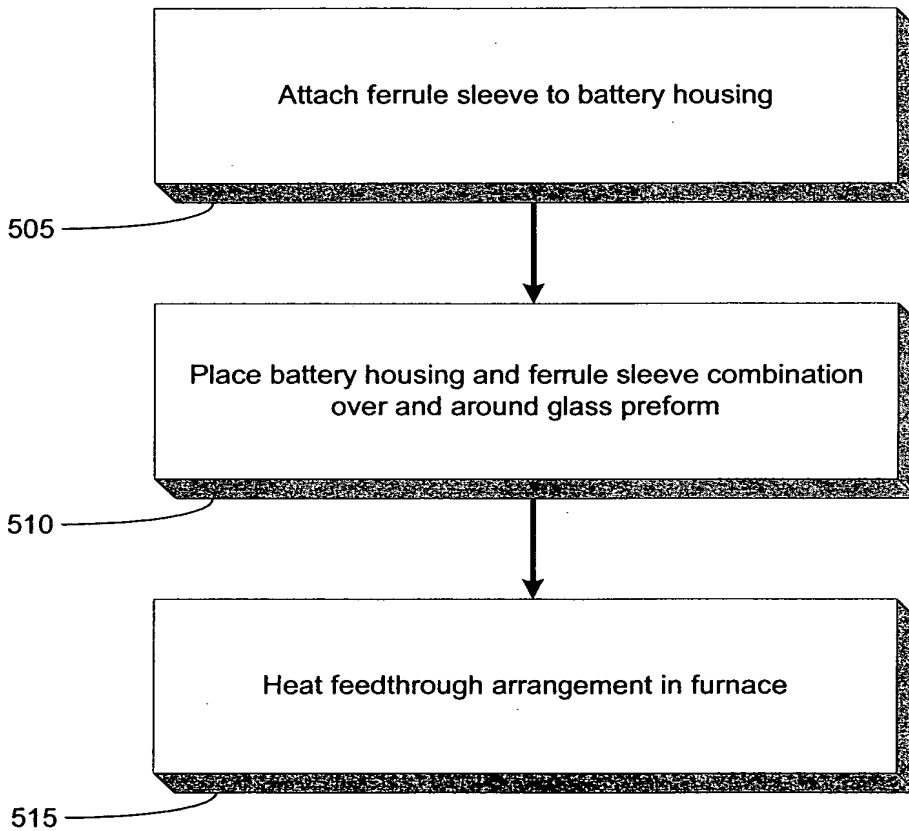 Attach ferrule sleeve to battery housing
505
Place battery housing and ferrule sleeve combination
over and around glass preform
510
Heat feedthrough arrangement in furnace
515